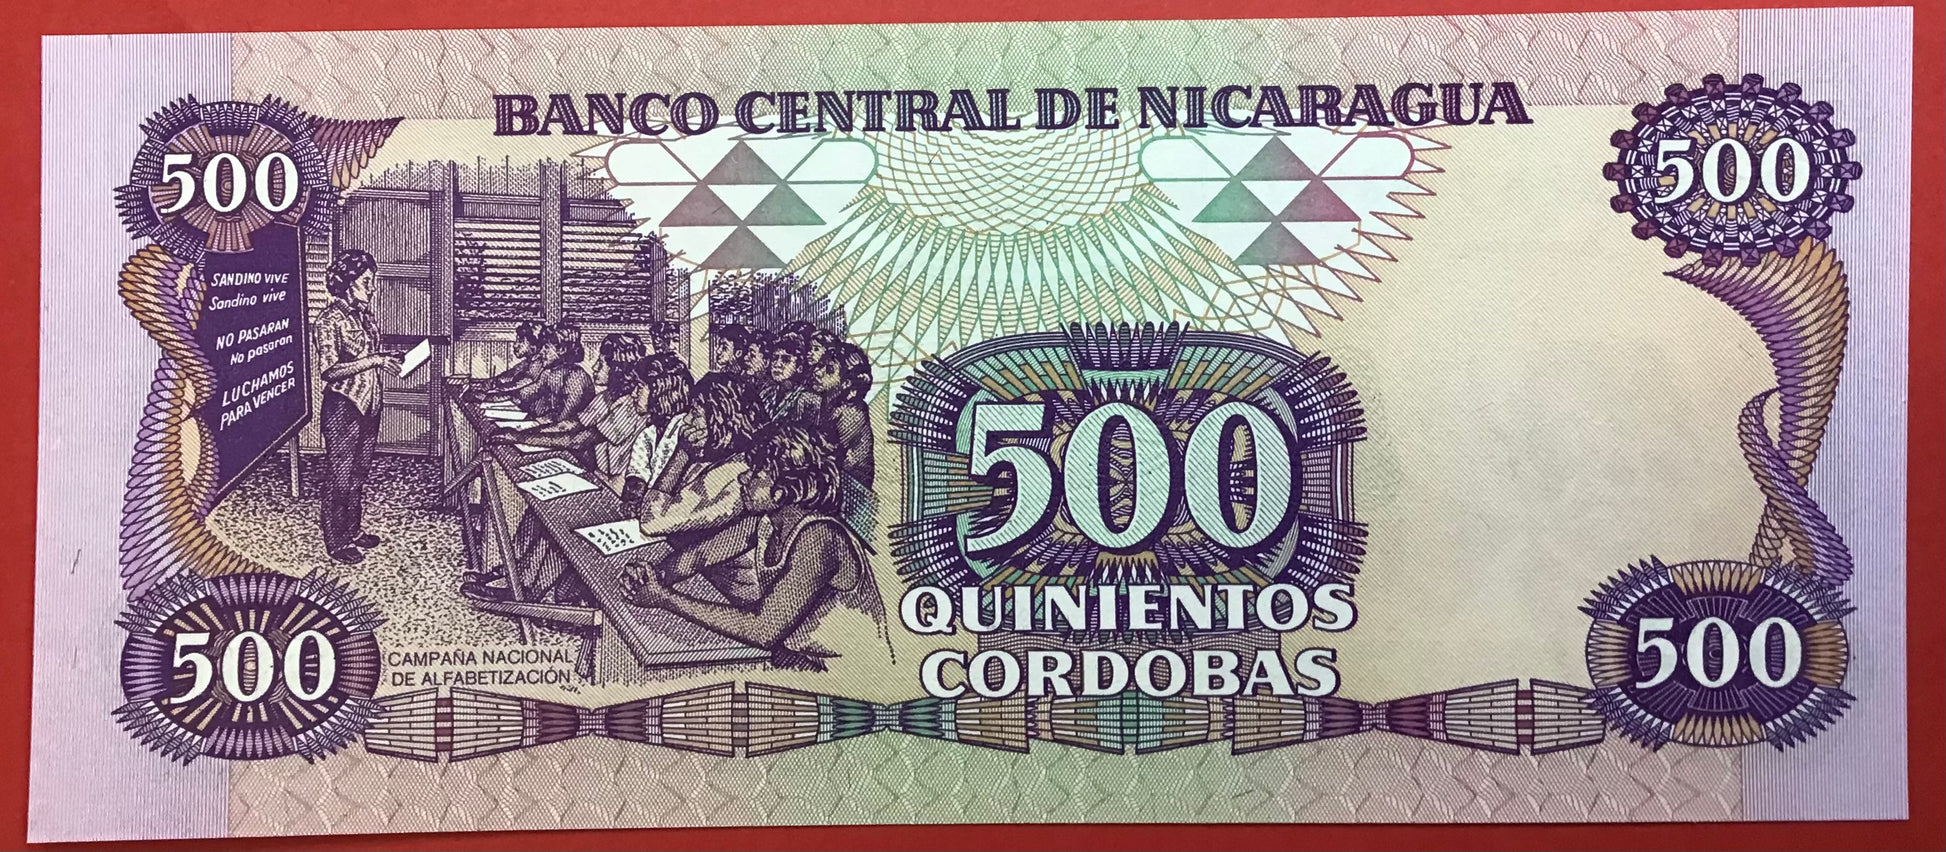 BANCO CENTRAL DE NICARAGUA
500
500
SANDINO VIVE
Sandino vive
NO PASARAN
No pasaran
LUCHAMOS
PARA VENCER
500
QUINIENTOS
CORDOBAS
500
CAMPAÑA NACIONAL
DE ALFABETIZACIÓN
500